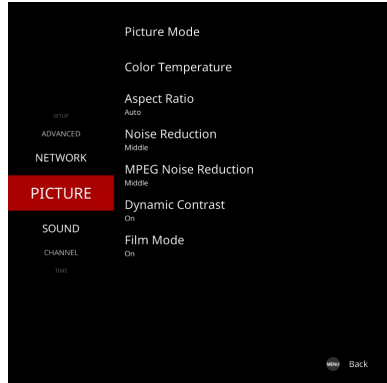 Picture Mode
Color Temperature
Aspect Ratio
Auto
Noise Reduction
Middle
MPEG Noise Reduction
Middle
Dynamic Contrast
On
Film Mode
On
SETUP
ADVANCED
NETWORK
PICTURE
SOUND
CHANNEL
TIME
MENU Back